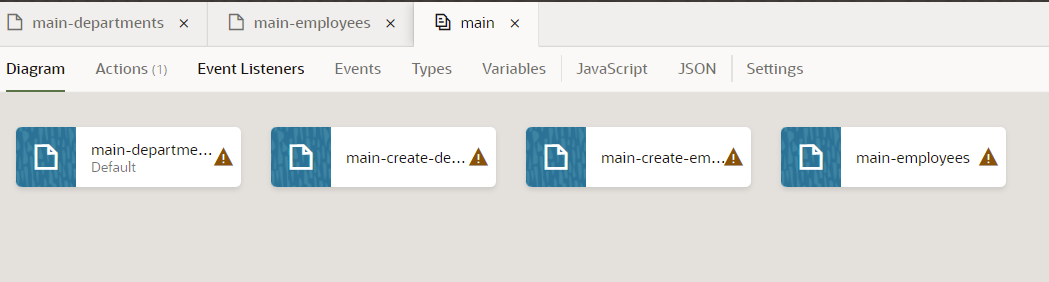 main-departments
main-employees
main
Diagram Actions (1) Event Listeners Events Types Variables JavaScript JSON Settings
main-departme...
Default
main-create-de...
main-create-em...
main-employees